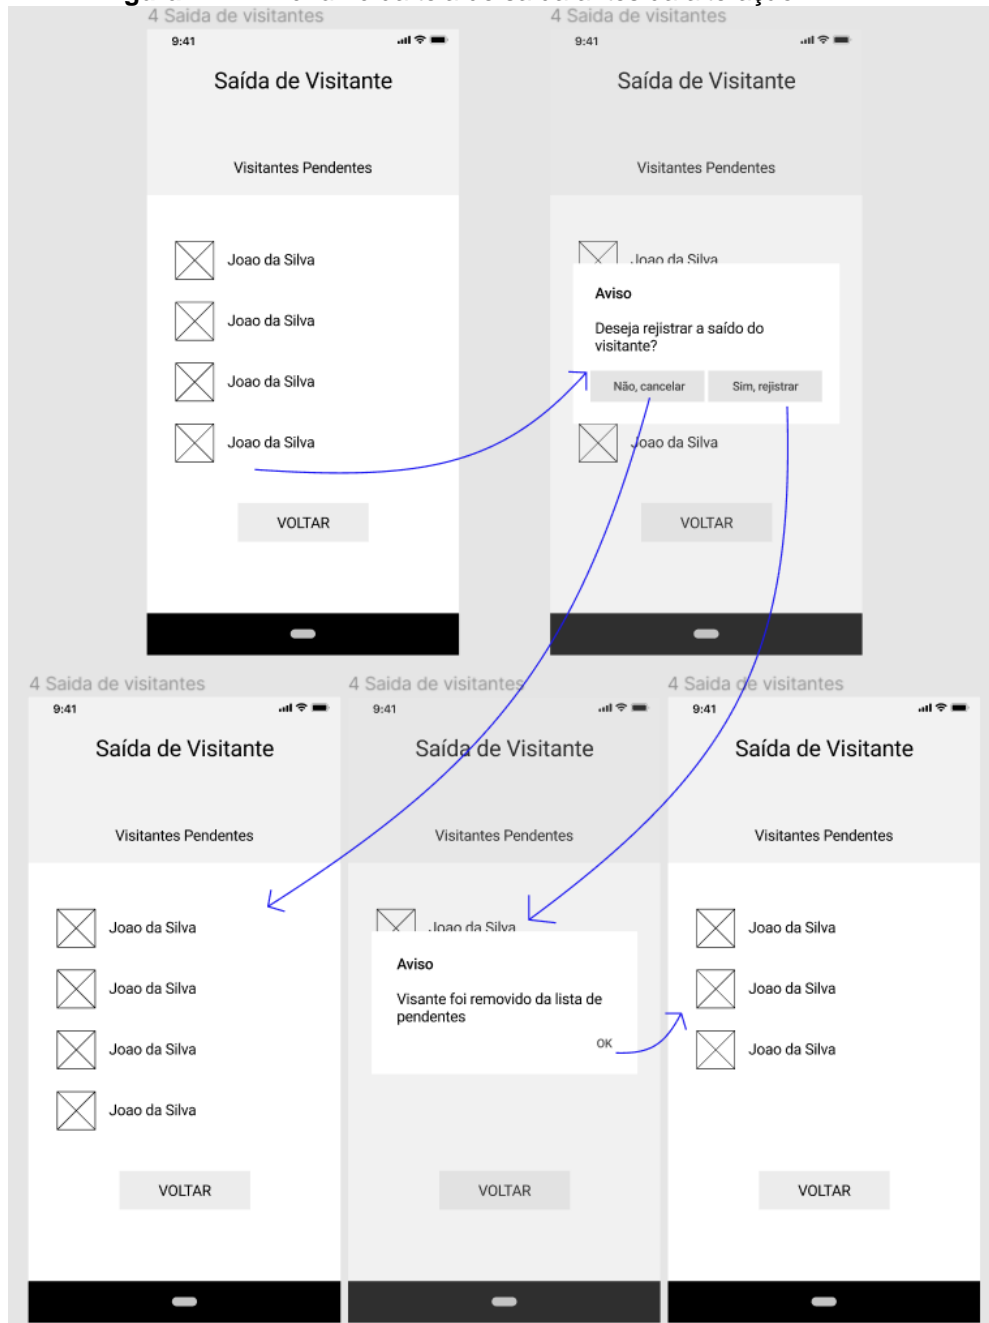 4 Saida de visitantes
9:41
Saída de Visitante
Visitantes Pendentes
Joao da Silva
Joao da Silva
Joao da Silva
Joao da Silva
VOLTAR
4 Saida de visitantes
9:41
Saída de Visitante
Visitantes Pendentes
Joao da Silva
Aviso
Deseja rejistrar a saído do
visitante?
Não, cancelar
Sim, rejistrar
Joao da Silva
VOLTAR
4 Saida de visitantes
9:41
Saída de Visitante
Visitantes Pendentes
Joao da Silva
Joao da Silva
Joao da Silva
Joao da Silva
VOLTAR
4 Saida de visitantes
9:41
Saída de Visitante
Visitantes Pendentes
Joao da Silva
Aviso
Visante foi removido da lista de
pendentes
OK
VOLTAR
4 Saida de visitantes
9:41
Saída de Visitante
Visitantes Pendentes
Joao da Silva
Joao da Silva
Joao da Silva
VOLTAR